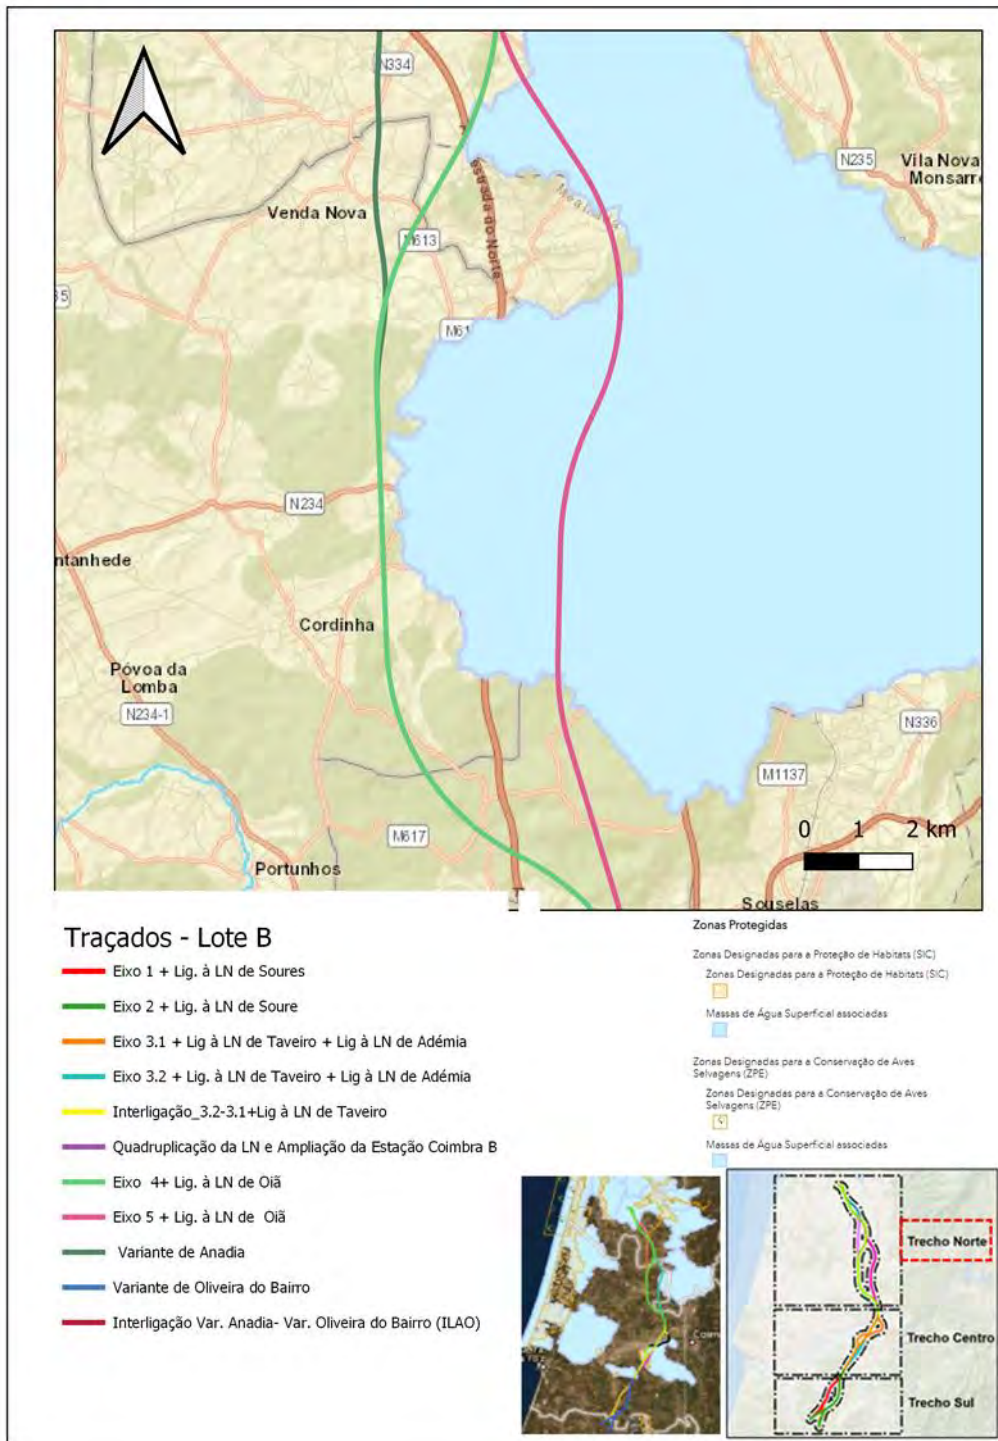 N334
N235
Vila Nova
Monsarr
Venda Nova
M613
estrada do Norte
M61
N234
ntanhede
Cordinha
Póvoa da
Lomba
N234-1
N336
M1137
M617
Portunhos
Souselas
0 1 2 km
Traçados - Lote B
Eixo 1 + Lig. à LN de Soures
Eixo 2 + Lig. à LN de Soure
Eixo 3.1 + Lig à LN de Taveiro + Lig à LN de Adémia
Eixo 3.2 + Lig. à LN de Taveiro + Lig à LN de Adémia
Interligação_3.2-3.1+Lig à LN de Taveiro
Quadruplicação da LN e Ampliação da Estação Coimbra B
Eixo 4+ Lig. à LN de Oiã
Eixo 5 + Lig. à LN de Oiã
Variante de Anadia
Variante de Oliveira do Bairro
Interligação Var. Anadia- Var. Oliveira do Bairro (ILAO)
Zonas Protegidas
Zonas Designadas para a Proteção de Habitats (SIC)
Zonas Designadas para a Proteção de Habitats (SIC)
Massas de Água Superficial associadas
Zonas Designadas para a Conservação de Aves
Selvagens (ZPE)
Zonas Designadas para a Conservação de Aves
Selvagens (ZPE)
Massas de Água Superficial associadas
Trecho Norte
Trecho Centro
Trecho Sul